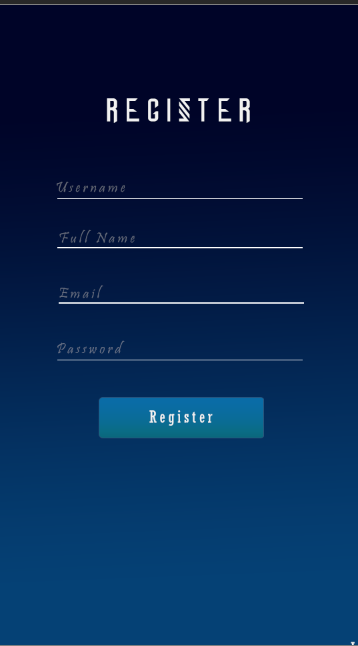 REGISTER
Username
Full Name
Email
Password
Register